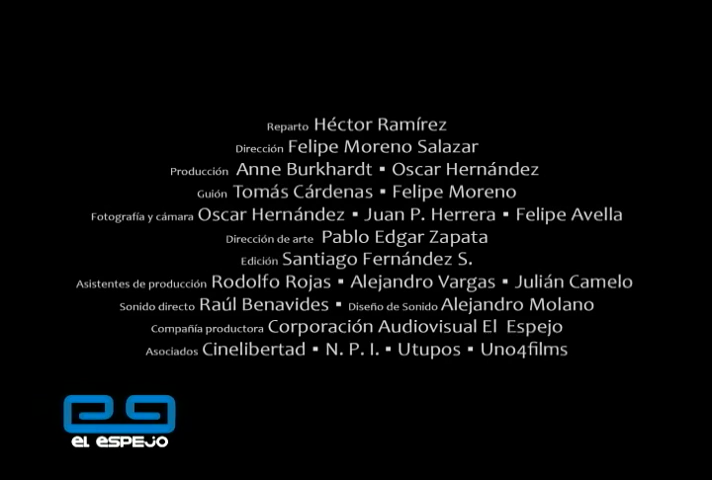 Reparto Héctor Ramírez
Dirección Felipe Moreno Salazar
Producción Anne Burkhardt ▪ Oscar Hernández
Guión Tomás Cárdenas ▪ Felipe Moreno
Fotografía y cámara Oscar Hernández ▪ Juan P. Herrera ▪ Felipe Avella
Dirección de arte Pablo Edgar Zapata
Edición Santiago Fernández S.
Asistentes de producción Rodolfo Rojas ▪ Alejandro Vargas ▪ Julián Camelo
Sonido directo Raúl Benavides ▪ Diseño de Sonido Alejandro Molano
Compañía productora Corporación Audiovisual El Espejo
Asociados Cinelibertad ▪ N. P. I. ▪ Utupos ▪ Uno4films
EL ESPEJO